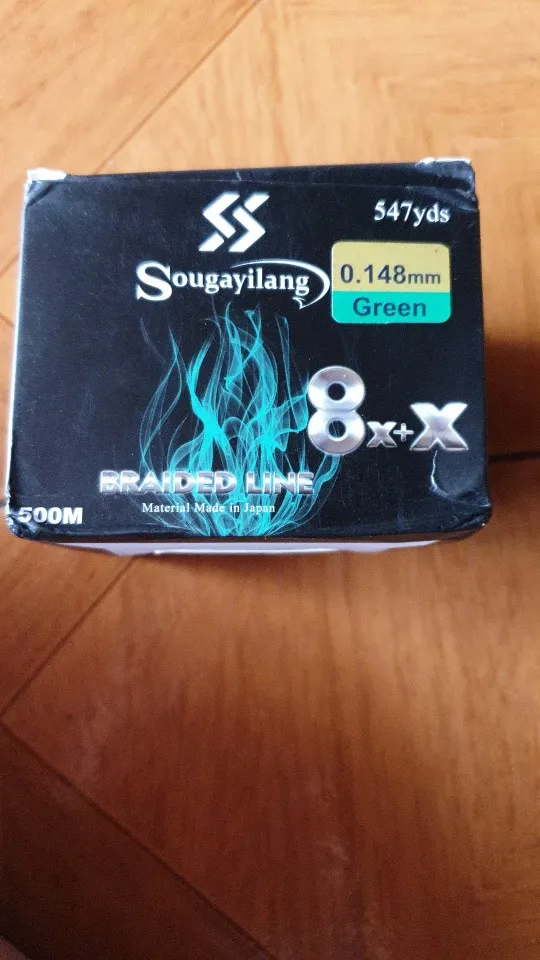 547yds
Sougayilang
0.148mm
Green
8X+X
BRAIDED LINE
Material Made in Japan
500M